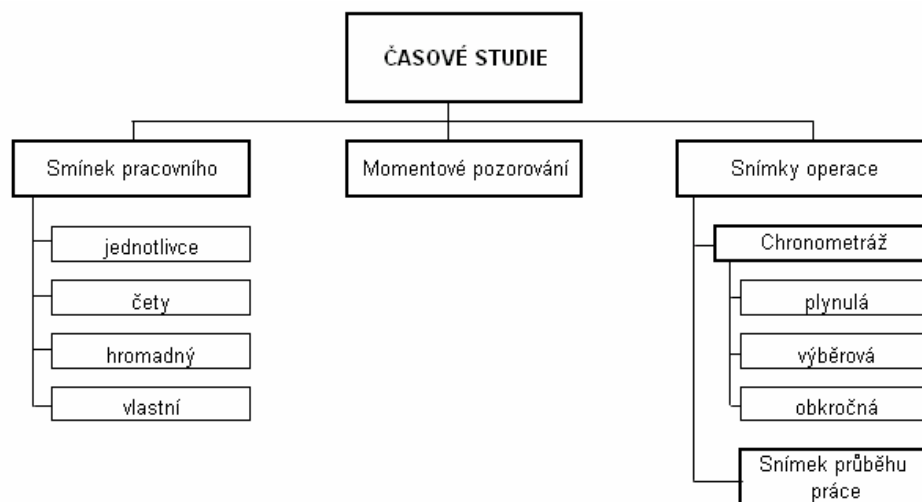 ČASOVÉ STUDIE
Smínek pracovního
Momentové pozorování
Snímky operace
jednotlivce
čety
hromadný
vlastní
Chronometráž
plynulá
výběrová
obkročná
Snímek průběhu
práce